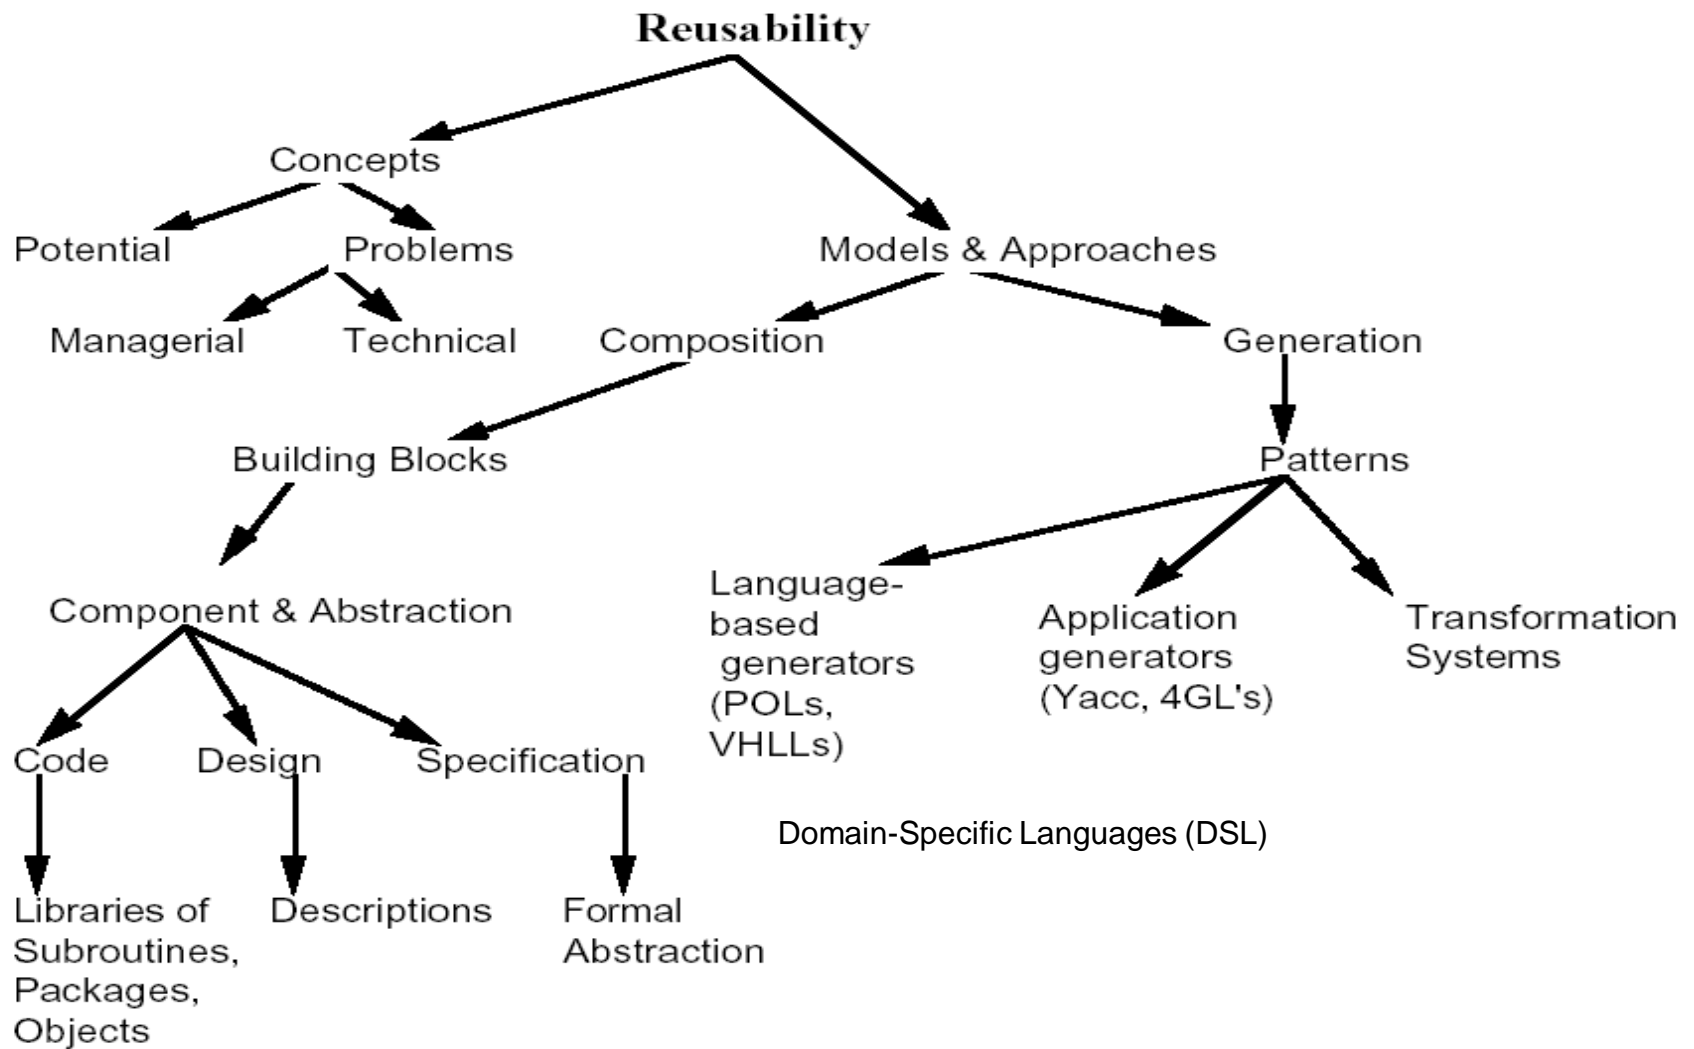 Reusability
Concepts
Potential
Problems
Models & Approaches
Managerial
Technical
Composition
Generation
Building Blocks
Patterns
Language-
based
generators
(POLs,
VHLLs)
Application
generators
(Yacc, 4GL's)
Transformation
Systems
Component & Abstraction
Code
Design
Specification
Domain-Specific Languages (DSL)
Libraries of
Subroutines,
Packages,
Objects
Descriptions
Formal
Abstraction